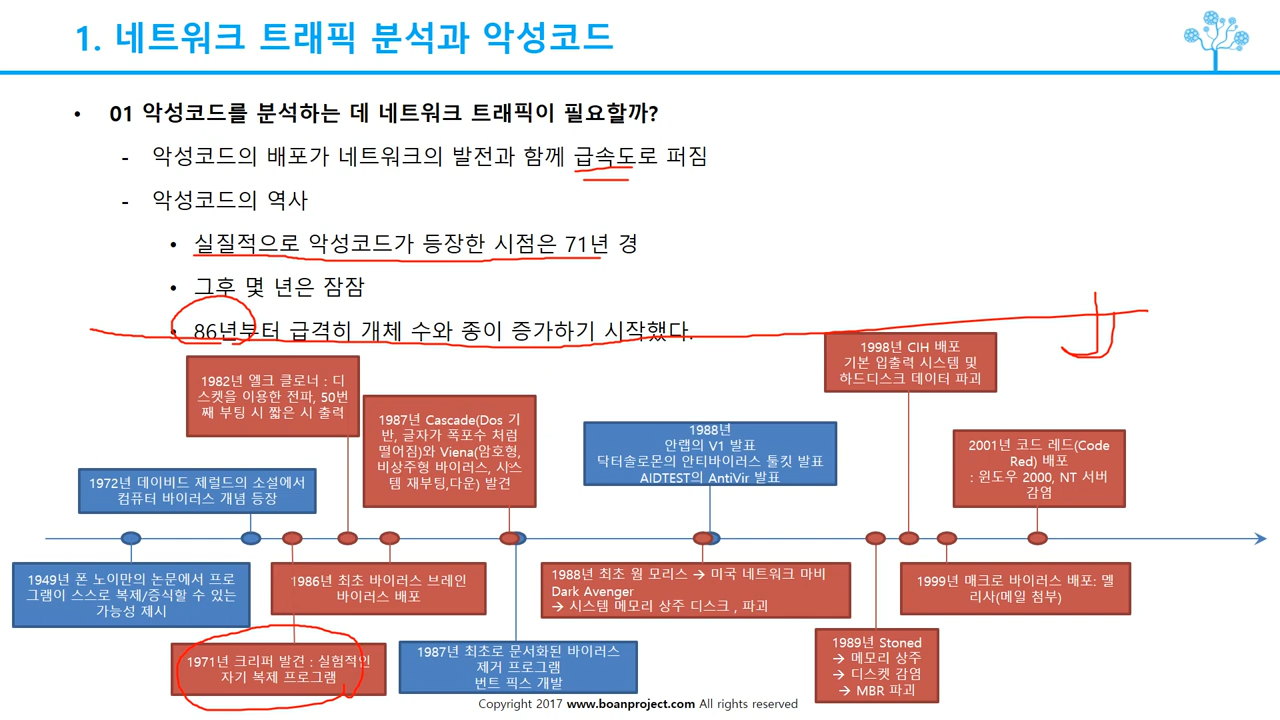 1. 네트워크 트래픽 분석과 악성코드
• 01 악성코드를 분석하는 데 네트워크 트래픽이 필요할까?
- 악성코드의 배포가 네트워크의 발전과 함께 급속도로 퍼짐
- 악성코드의 역사
• 실질적으로 악성코드가 등장한 시점은 71년 경
• 그후 몇 년은 잠잠
• 86년부터 급격히 개체 수와 종이 증가하기 시작했다.
1982년 엘크 클로너 : 디
스켓을 이용한 전파, 50번
째 부팅 시 짧은 시 출력
1987년 Cascade(Dos 기
반, 글자가 폭포수 처럼
떨어짐)와 Viena(암호형,
비상주형 바이러스, 시스
템 재부팅,다운) 발견
1988년
안랩의 V1 발표
닥터솔로몬의 안티바이러스 툴킷 발표
AIDTEST의 AntiVir 발표
1998년 CIH 배포
기본 입출력 시스템 및
하드디스크 데이터 파괴
2001년 코드 레드(Code
Red) 배포
: 윈도우 2000, NT 서버
감염
1972년 데이비드 제럴드의 소설에서
컴퓨터 바이러스 개념 등장
1949년 폰 노이만의 논문에서 프로
그램이 스스로 복제/증식할 수 있는
가능성 제시
1986년 최초 바이러스 브레인
바이러스 배포
1988년 최초 웜 모리스 → 미국 네트워크 마비
Dark Avenger
→ 시스템 메모리 상주 디스크 , 파괴
1999년 매크로 바이러스 배포: 멜
리사(메일 첨부)
1971년 크리퍼 발견 : 실험적인
자기 복제 프로그램
1987년 최초로 문서화된 바이러스
제거 프로그램
번트 픽스 개발
1989년 Stoned
→ 메모리 상주
→ 디스켓 감염
→ MBR 파괴
Copyright 2017 www.boanproject.com All rights reserved